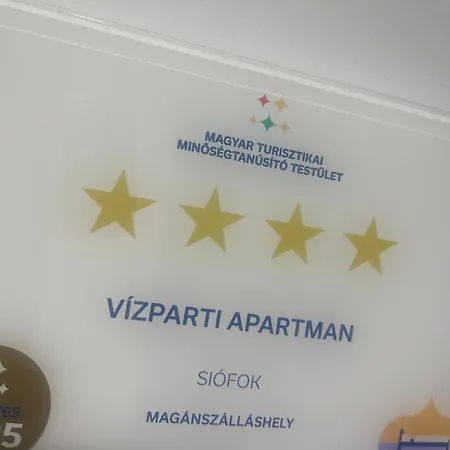 MAGYAR TURISZTIKAI
MINŐSÉGTANÚSÍTÓ TESTÜLET
VÍZPARTI APARTMAN
SIÓFOK
MAGÁNSZÁLLÁSHELY